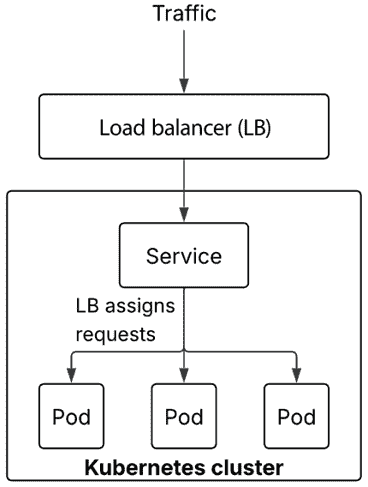 Traffic
Load balancer (LB)
Service
LB assigns
requests
Pod
Pod
Pod
Kubernetes cluster